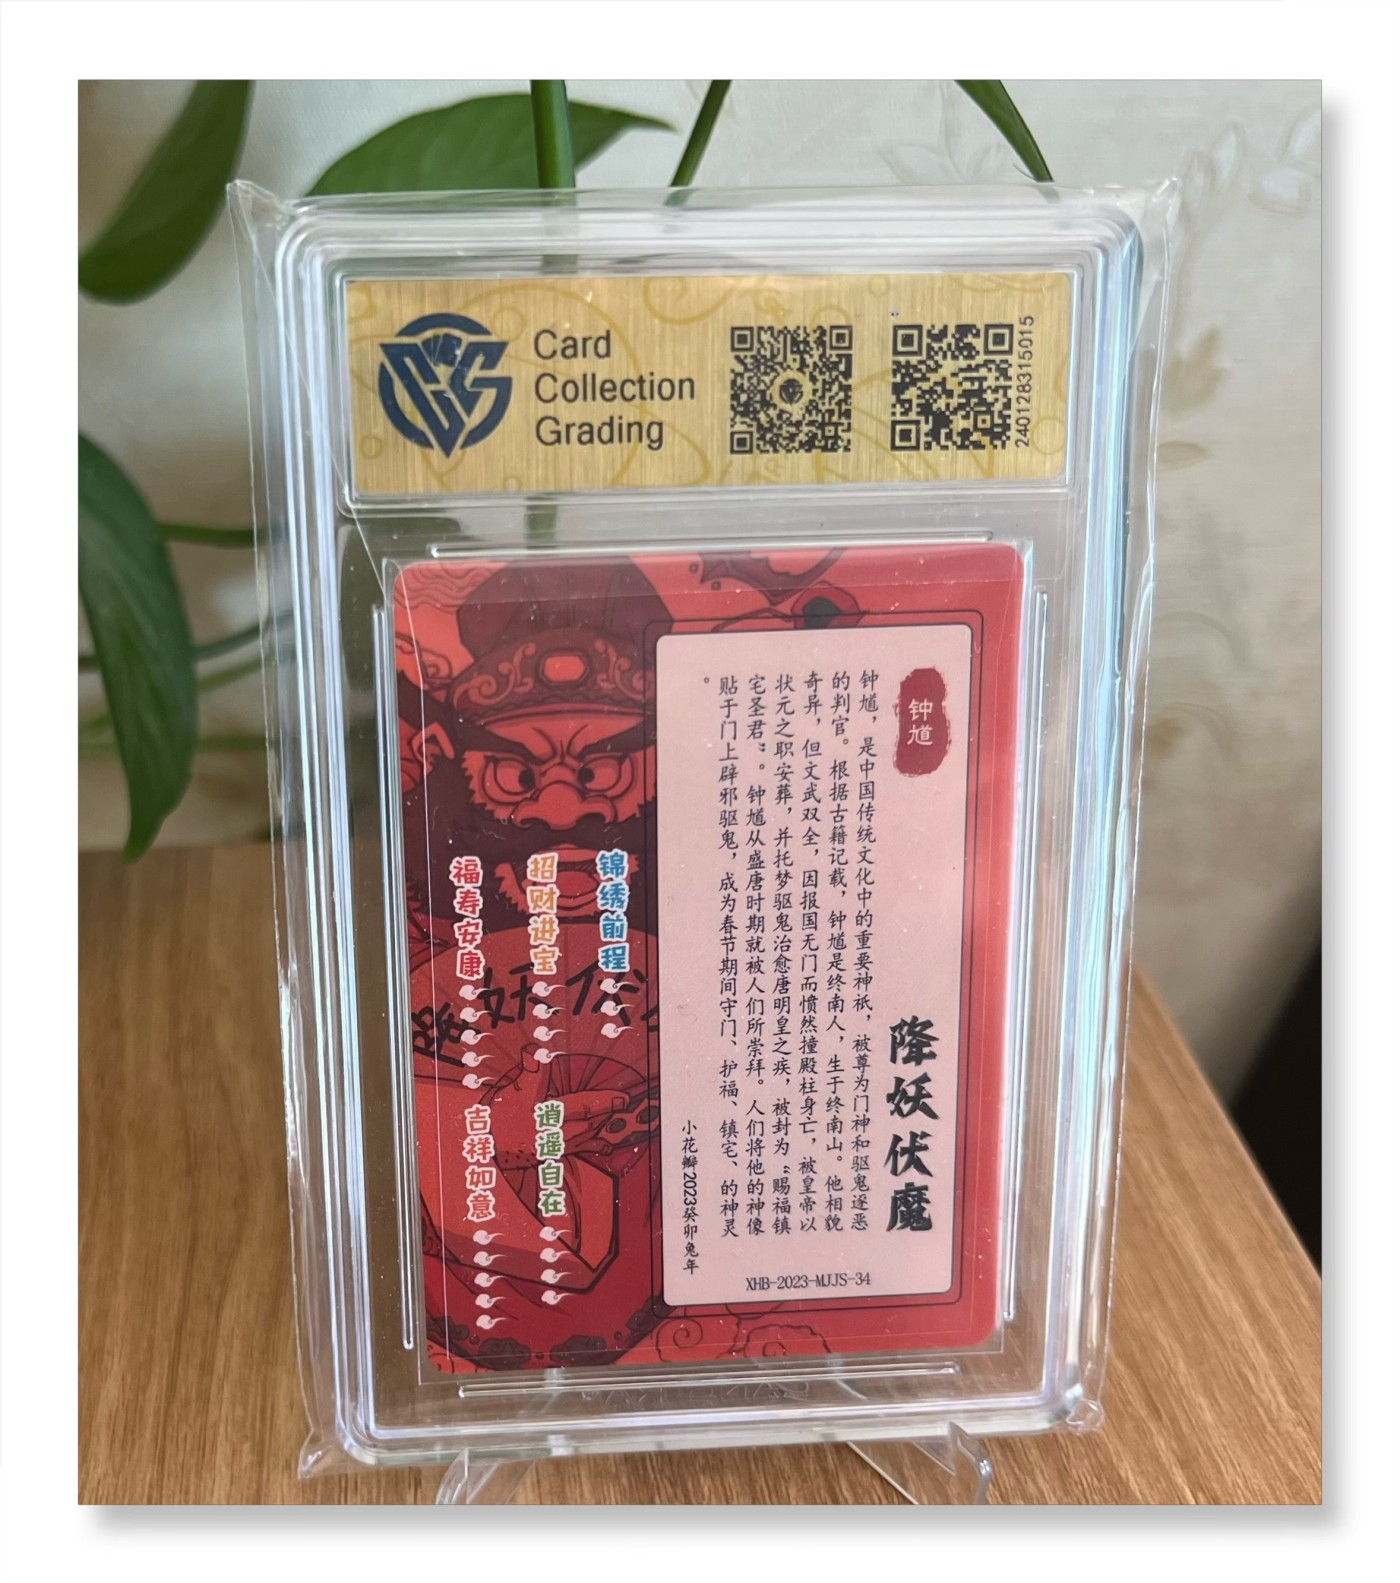 Card
Collection
Grading
240128315015
钟馗
降妖伏魔
钟馗，是中国传统文化中的重要神祇，被尊为门神和驱鬼逐恶
的判官。根据古籍记载，钟馗是终南人，生于终南山。他相貌
奇异，但文武双全，因报国无门而愤然撞殿柱身亡，被皇帝以
状元之职安葬，并托梦驱鬼治愈唐明皇之疾，被封为“赐福镇
宅圣君”。钟馗从盛唐时期就被人们所崇拜。人们将他的神像
贴于门上辟邪驱鬼，成为春节期间守门、护福、镇宅、的神灵
。
小花瓣2023癸卯兔年
XHB-2023-MJJS-34
锦绣前程
招财进宝
逍遥自在
福寿安康
吉祥如意
降妖伏